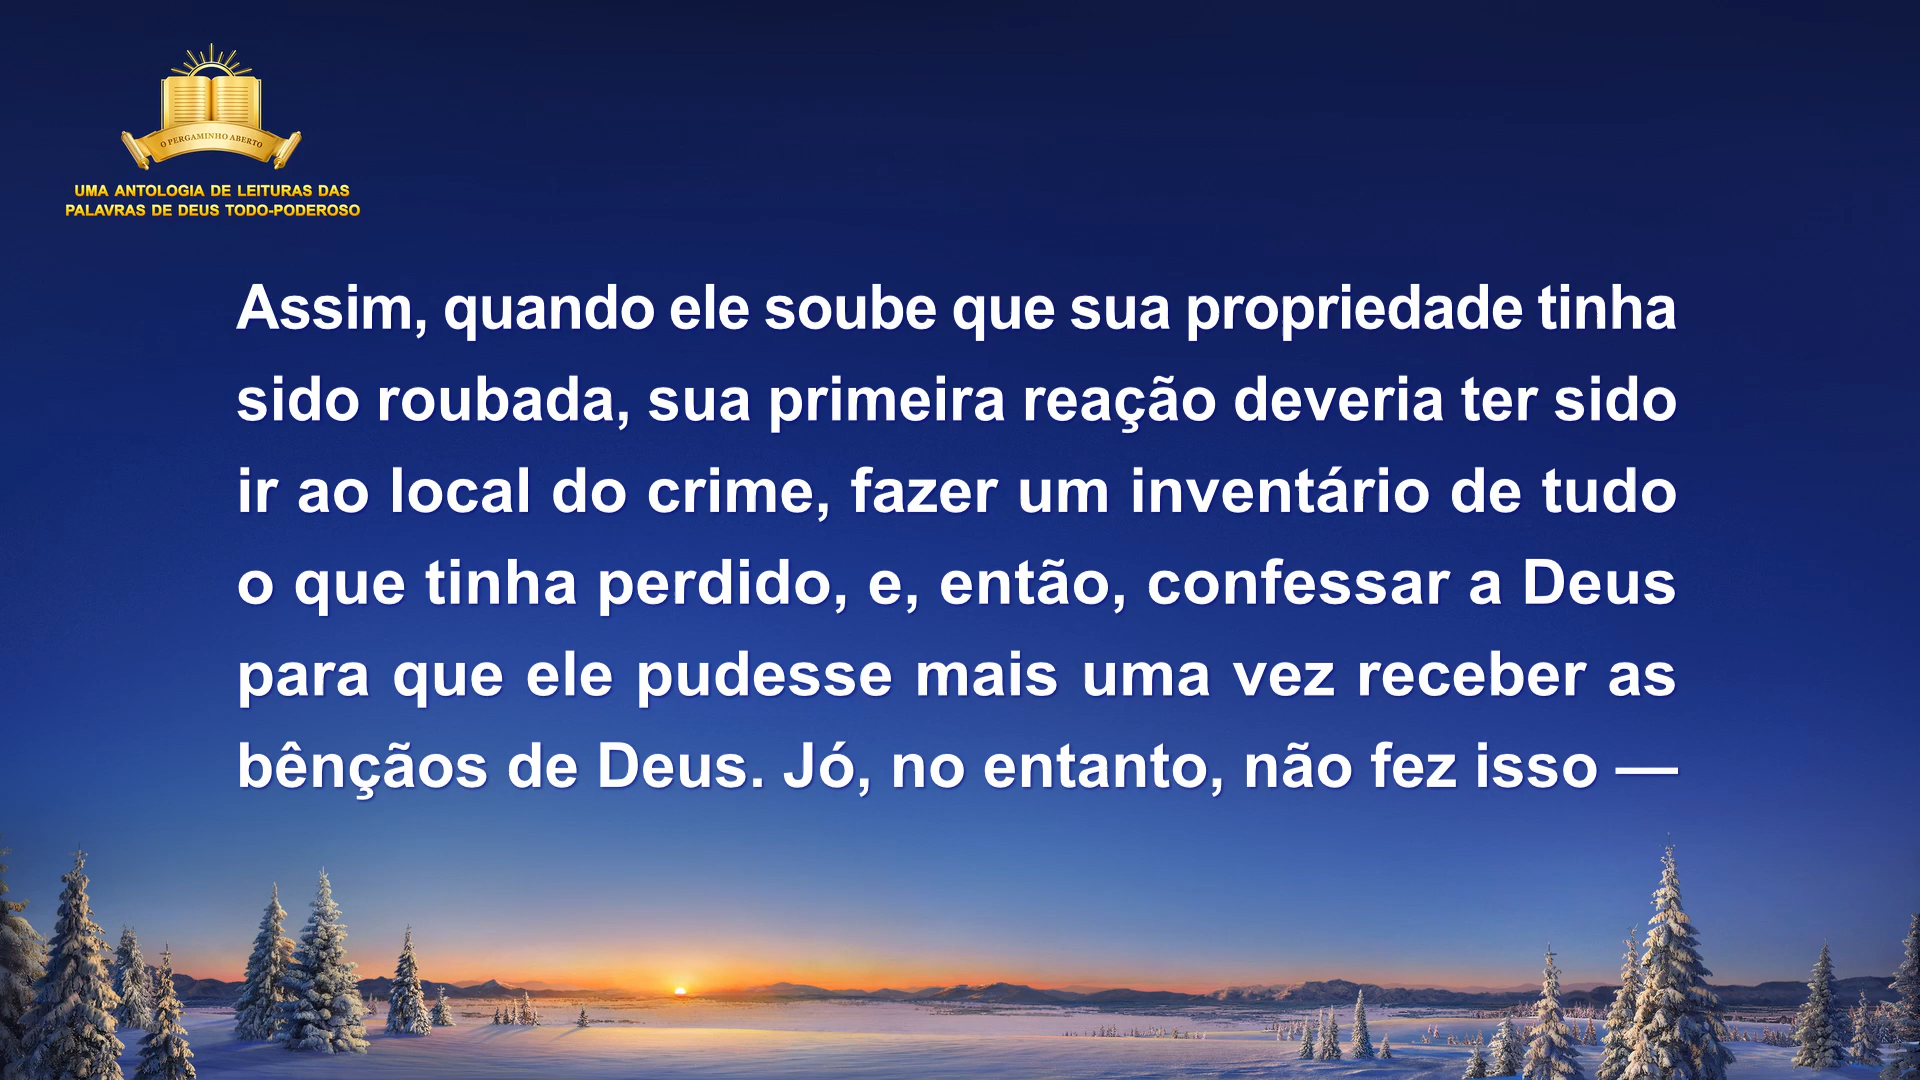 O PERGAMINHO ABERTO
UMA ANTOLOGIA DE LEITURAS DAS
PALAVRAS DE DEUS TODO-PODEROSO
Assim, quando ele soube que sua propriedade tinha
sido roubada, sua primeira reação deveria ter sido
ir ao local do crime, fazer um inventário de tudo
o que tinha perdido, e, então, confessar a Deus
para que ele pudesse mais uma vez receber as
bênçãos de Deus. Jó, no entanto, não fez isso —